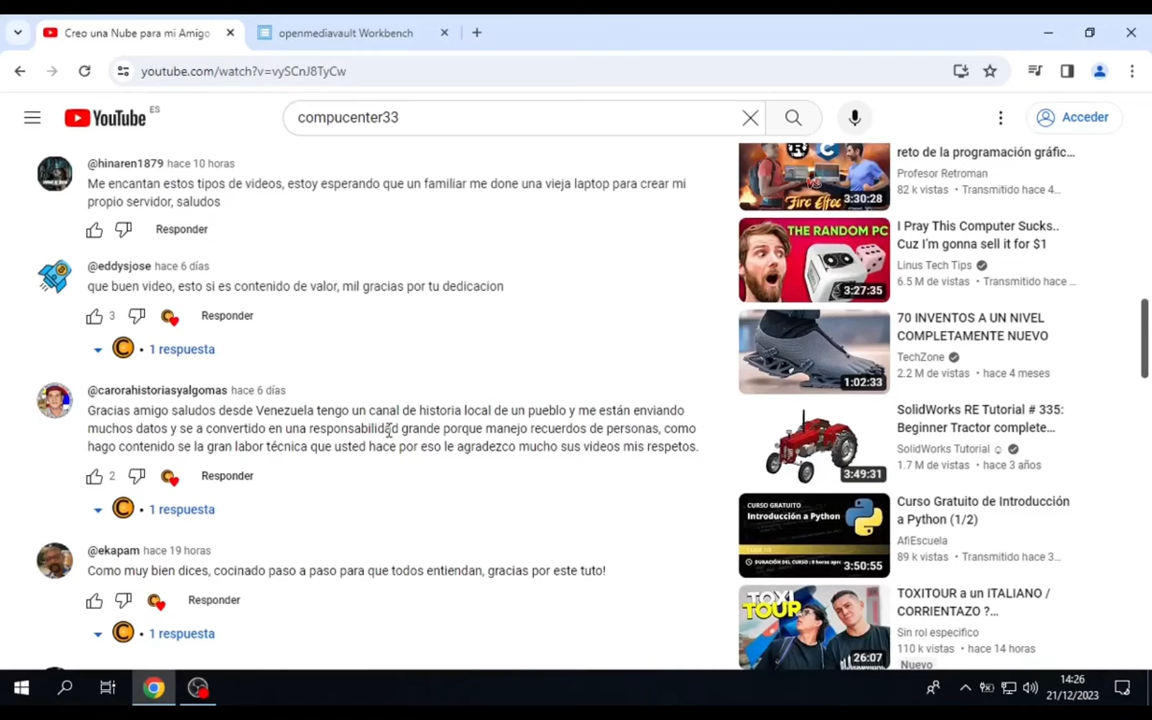 Creo una Nube para mi Amigo
openmediavault Workbench
youtube.com/watch?v=vySCnJ8TyCw
YouTube ES
compucenter33
Acceder
@hinaren1879 hace 10 horas
Me encantan estos tipos de videos, estoy esperando que un familiar me done una vieja laptop para crear mi
propio servidor, saludos
Responder
@eddysjose hace 6 días
que buen video, esto si es contenido de valor, mil gracias por tu dedicacion
3 Responder
1 respuesta
@carorahistoriasyalgomas hace 6 días
Gracias amigo saludos desde Venezuela tengo un canal de historia local de un pueblo y me están enviando
muchos datos y se a convertido en una responsabilidad grande porque manejo recuerdos de personas, como
hago contenido se la gran labor técnica que usted hace por eso le agradezco mucho sus videos mis respetos.
2 Responder
1 respuesta
@ekapam hace 19 horas
Como muy bien dices, cocinado paso a paso para que todos entiendan, gracias por este tuto!
Responder
1 respuesta
reto de la programación gráfic...
Profesor Retroman
82 k vistas • Transmitido hace 4...
3:30:28
THE RANDOM PC
3:27:35
I Pray This Computer Sucks..
Cuz I'm gonna sell it for $1
Linus Tech Tips
6.5 M de vistas • Transmitido hace ...
1:02:33
70 INVENTOS A UN NIVEL
COMPLETAMENTE NUEVO
TechZone
2.2 M de vistas • hace 4 meses
3:49:31
SolidWorks RE Tutorial # 335:
Beginner Tractor complete...
SolidWorks Tutorial
1.7 M de vistas • hace 3 años
CURSO GRATUITO
Introducción a Python
3:50:55
Curso Gratuito de Introducción
a Python (1/2)
AfiEscuela
89 k vistas • Transmitido hace 3...
TOXI
TOUR
26:07
TOXITOUR a un ITALIANO /
CORRIENTAZO ?...
Sin rol especifico
110 k vistas • hace 14 horas
Nuevo
14:26
21/12/2023